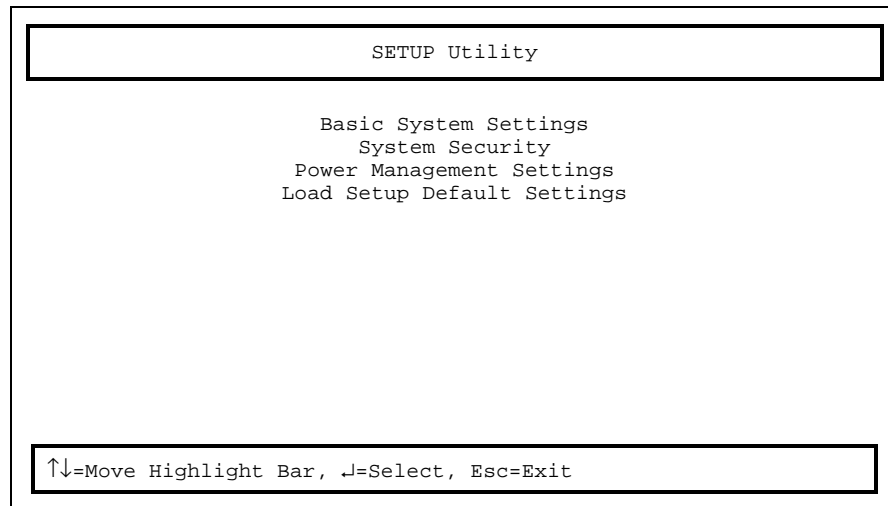 SETUP Utility
Basic System Settings
System Security
Power Management Settings
Load Setup Default Settings
↑↓=Move Highlight Bar, ↵=Select, Esc=Exit